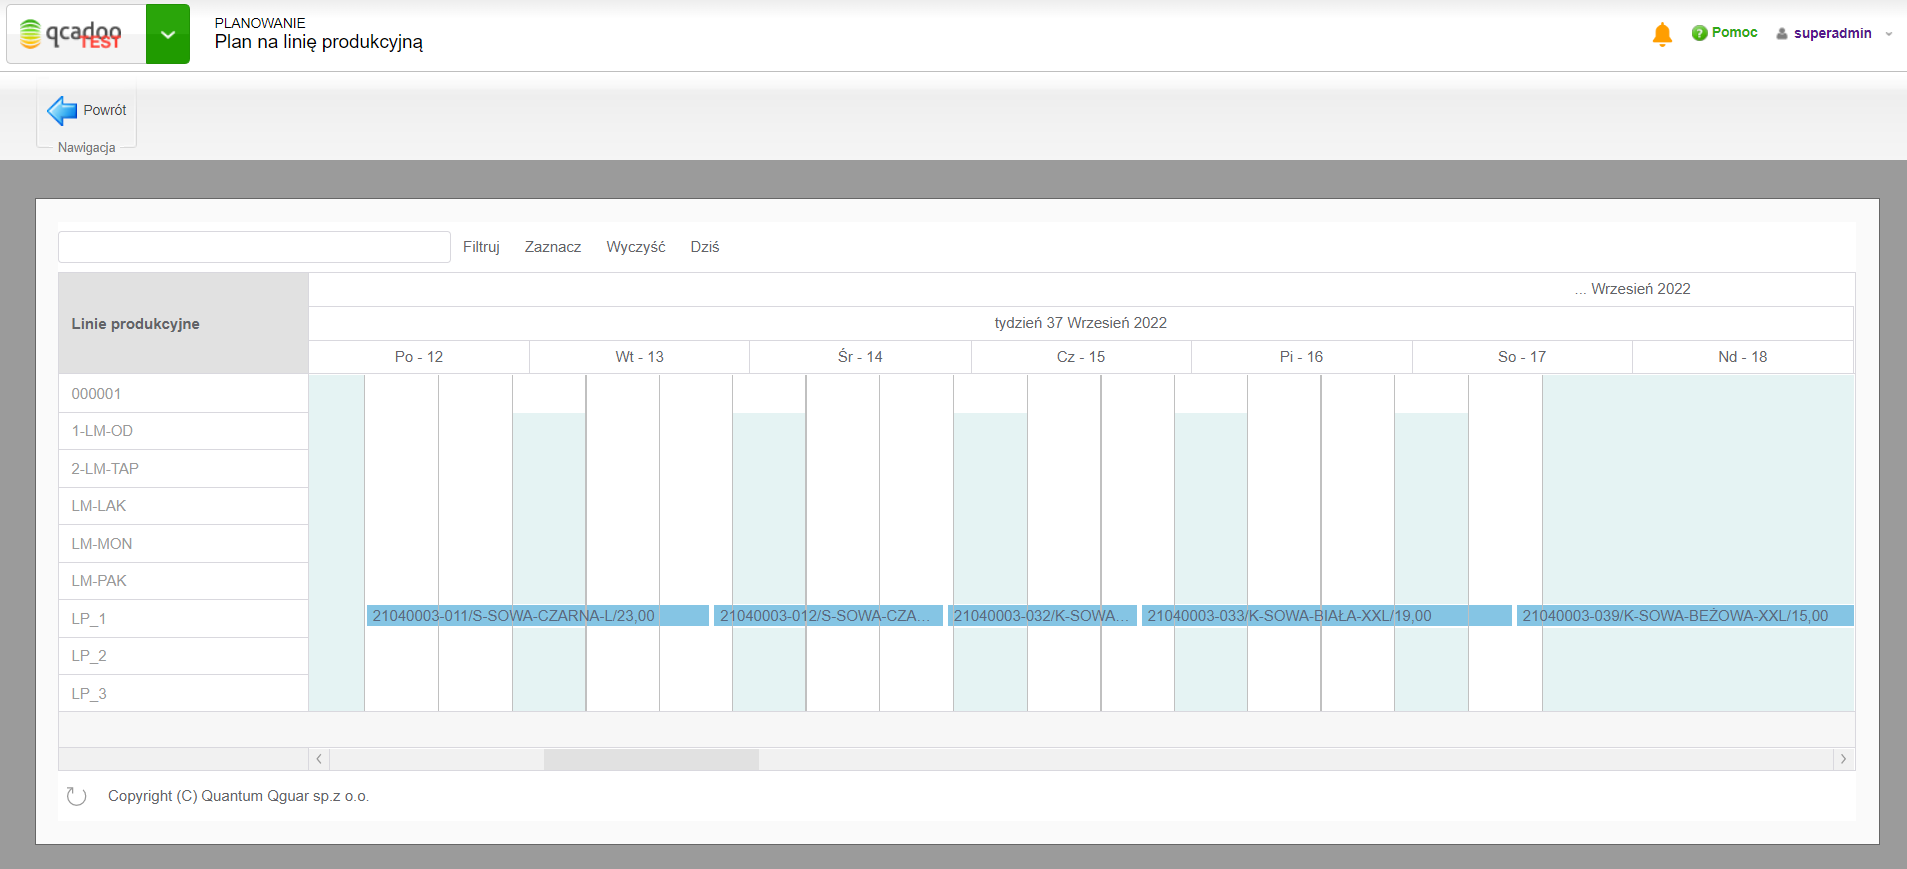 qcadoo
TEST
PLANOWANIE
Plan na linię produkcyjną
Pomoc
superadmin
Powrót
Nawigacja
Filtruj Zaznacz Wyczyść Dziś
Linie produkcyjne
... Wrzesień 2022
tydzień 37 Wrzesień 2022
Po - 12 Wt - 13 Śr - 14 Cz - 15 Pi - 16 So - 17 Nd - 18
000001
1-LM-OD
2-LM-TAP
LM-LAK
LM-MON
LM-PAK
LP_1 21040003-011/S-SOWA-CZARNA-L/23,00 21040003-012/S-SOWA-CZA... 21040003-032/K-SOWA... 21040003-033/K-SOWA-BIAŁA-XXL/19,00 21040003-039/K-SOWA-BEŻOWA-XXL/15,00
LP_2
LP_3
Copyright (C) Quantum Qguar sp.z o.o.